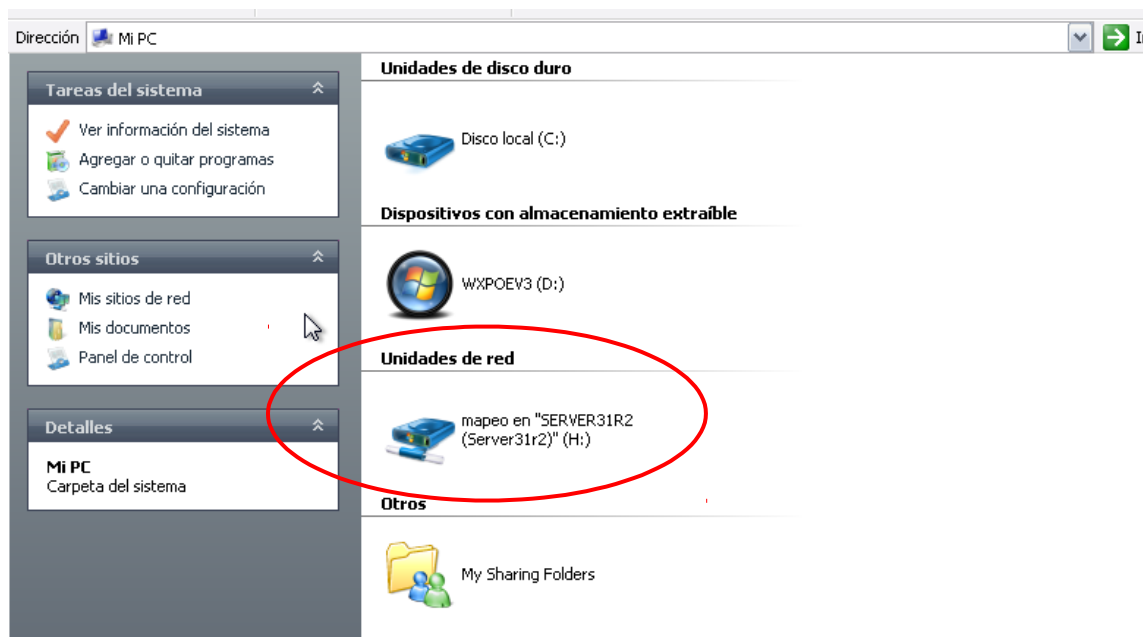 Dirección Mi PC
Tareas del sistema
Ver información del sistema
Agregar o quitar programas
Cambiar una configuración
Otros sitios
Mis sitios de red
Mis documentos
Panel de control
Detalles
Mi PC
Carpeta del sistema
Unidades de disco duro
Disco local (C:)
Dispositivos con almacenamiento extraíble
WXPOEV3 (D:)
Unidades de red
mapeo en "SERVER31R2
(Server31r2)" (H:)
Otros
My Sharing Folders